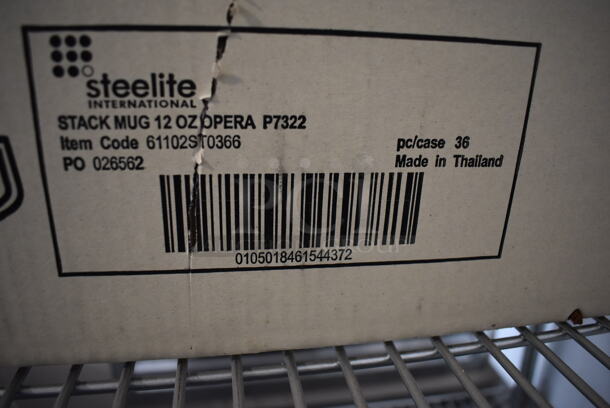 steelite
INTERNATIONAL
STACK MUG 12 OZ OPERA P7322
Item Code 61102ST0366
pc/case 36
PO 026562
Made in Thailand
0105018461544372
PCI